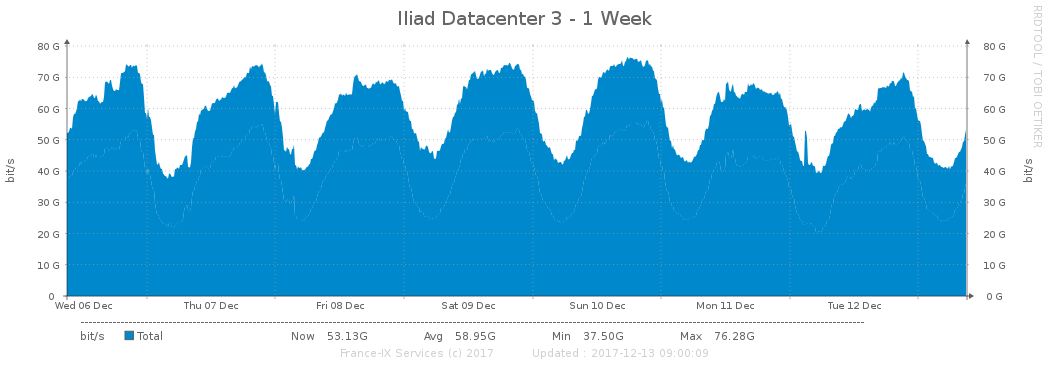 Iliad Datacenter 3 - 1 Week
RRDTOOL / TOBI OETIKER
bit/s
80 G
70 G
60 G
50 G
40 G
30 G
20 G
10 G
0
80 G
70 G
60 G
50 G
40 G
30 G
20 G
10 G
0 G
bit/s
Wed 06 Dec Thu 07 Dec Fri 08 Dec Sat 09 Dec Sun 10 Dec Mon 11 Dec Tue 12 Dec
bit/s Total Now 53.13G Avg 58.95G Min 37.50G Max 76.28G
France-IX Services (c) 2017 Updated : 2017-12-13 09:00:09